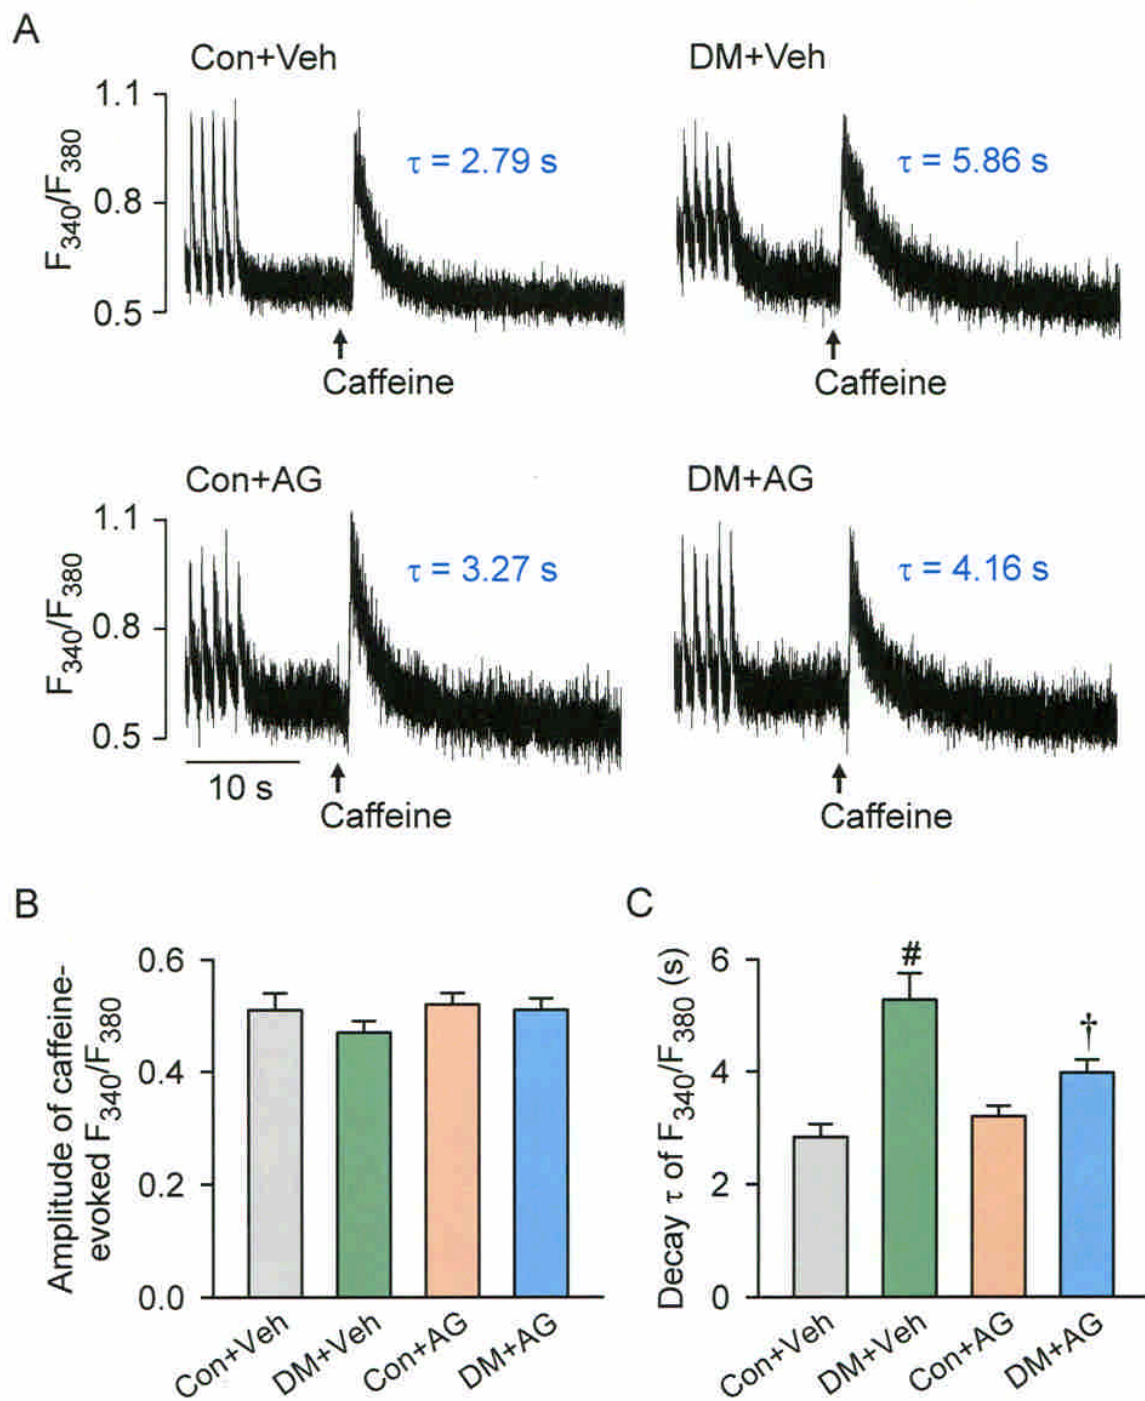 A
Con+Veh
DM+Veh
F340/F380
1.1
0.8
0.5
τ = 2.79 s
τ = 5.86 s
Caffeine
Caffeine
Con+AG
DM+AG
F340/F380
1.1
0.8
0.5
τ = 3.27 s
τ = 4.16 s
10 s
Caffeine
Caffeine
B
Amplitude of caffeine-
evoked F340/F380
0.6
0.4
0.2
0.0
Con+Veh
DM+Veh
Con+AG
DM+AG
C
Decay τ of F340/F380 (s)
6
4
2
0
#
†
Con+Veh
DM+Veh
Con+AG
DM+AG